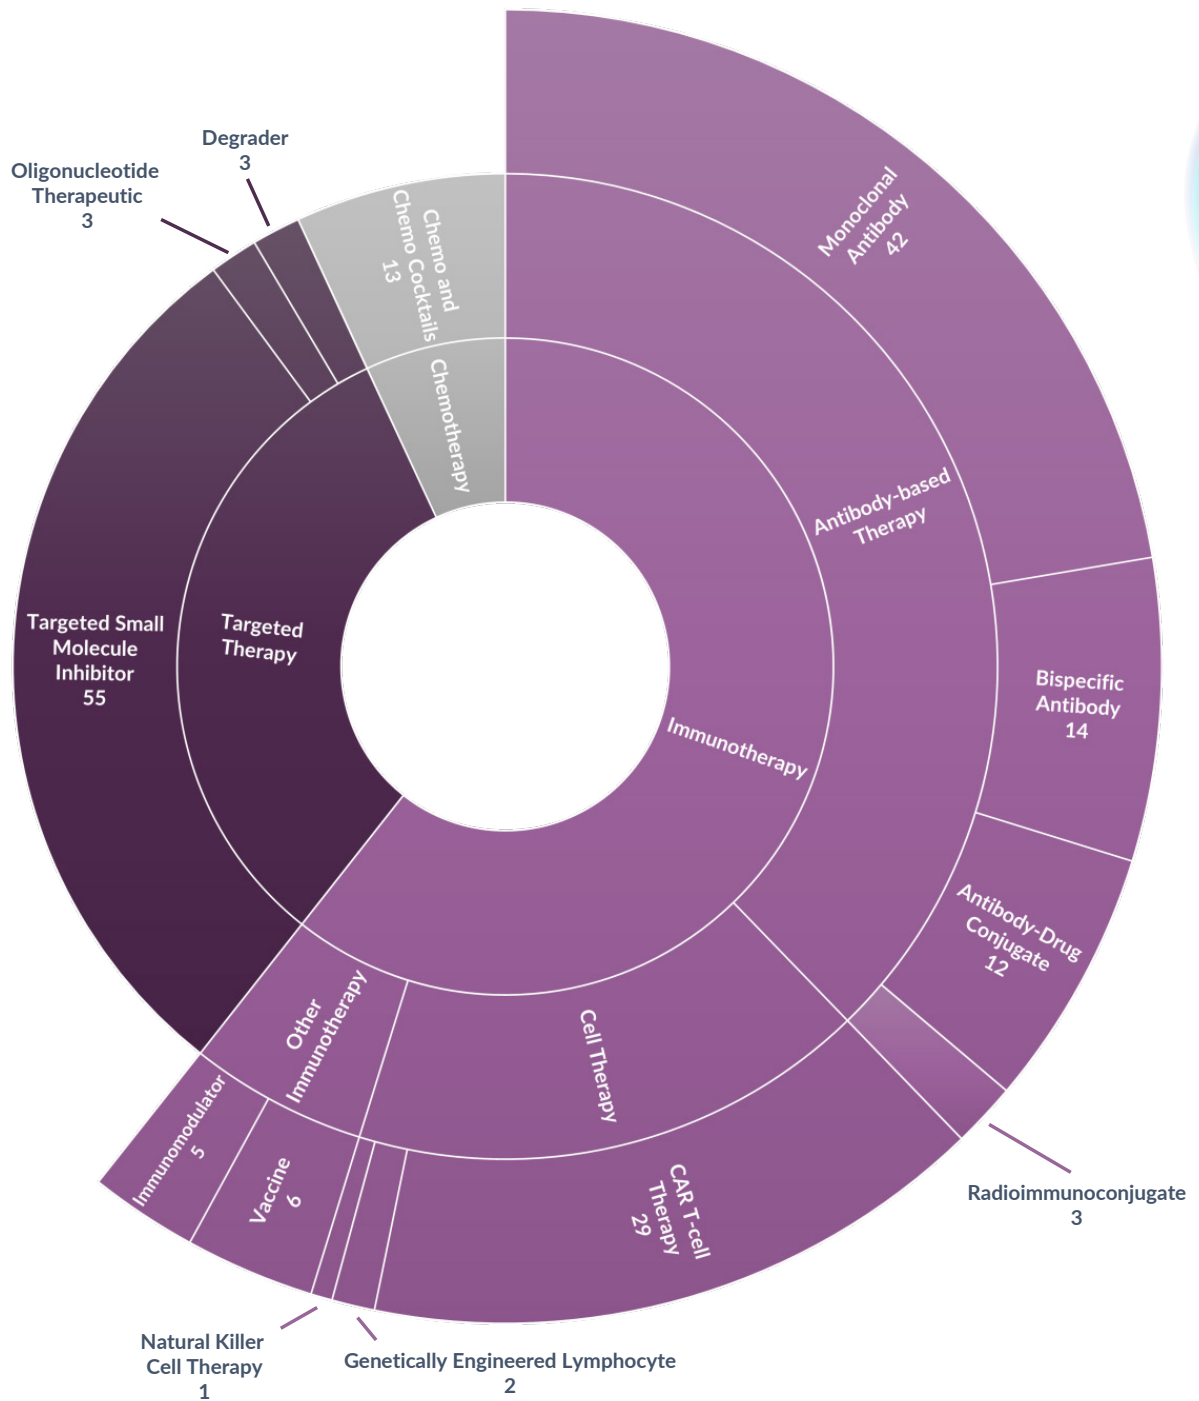 Degrader
3
Oligonucleotide
Therapeutic
3
Chemo and
Chemo Cocktails
13
Chemotherapy
Monoclonal
Antibody
42
Antibody-based
Therapy
Targeted Small
Molecule
Inhibitor
55
Targeted
Therapy
Immunotherapy
Bispecific
Antibody
14
Antibody-Drug
Conjugate
12
Radioimmunoconjugate
3
Other
Immunotherapy
Cell Therapy
Immunomodulator
5
Vaccine
6
CAR T-cell
Therapy
29
Natural Killer
Cell Therapy
1
Genetically Engineered Lymphocyte
2